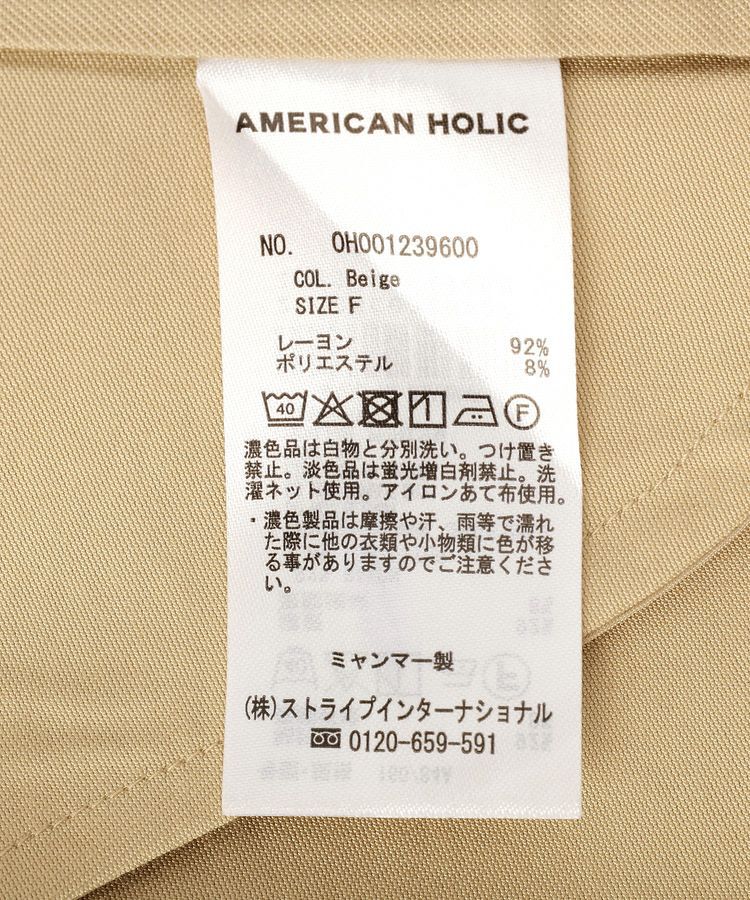 AMERICAN HOLIC
NO. OH001239600
COL. Beige
SIZE F
レーヨン 92%
ポリエステル 8%
40 F
濃色品は白物と分別洗い。つけ置き
禁止。淡色品は蛍光増白剤禁止。洗
濯ネット使用。アイロンあて布使用。
・濃色製品は摩擦や汗、雨等で濡れ
た際に他の衣類や小物類に色が移
る事がありますのでご注意くださ
い。
ミャンマー製
(株)ストライプインターナショナル
0120-659-591